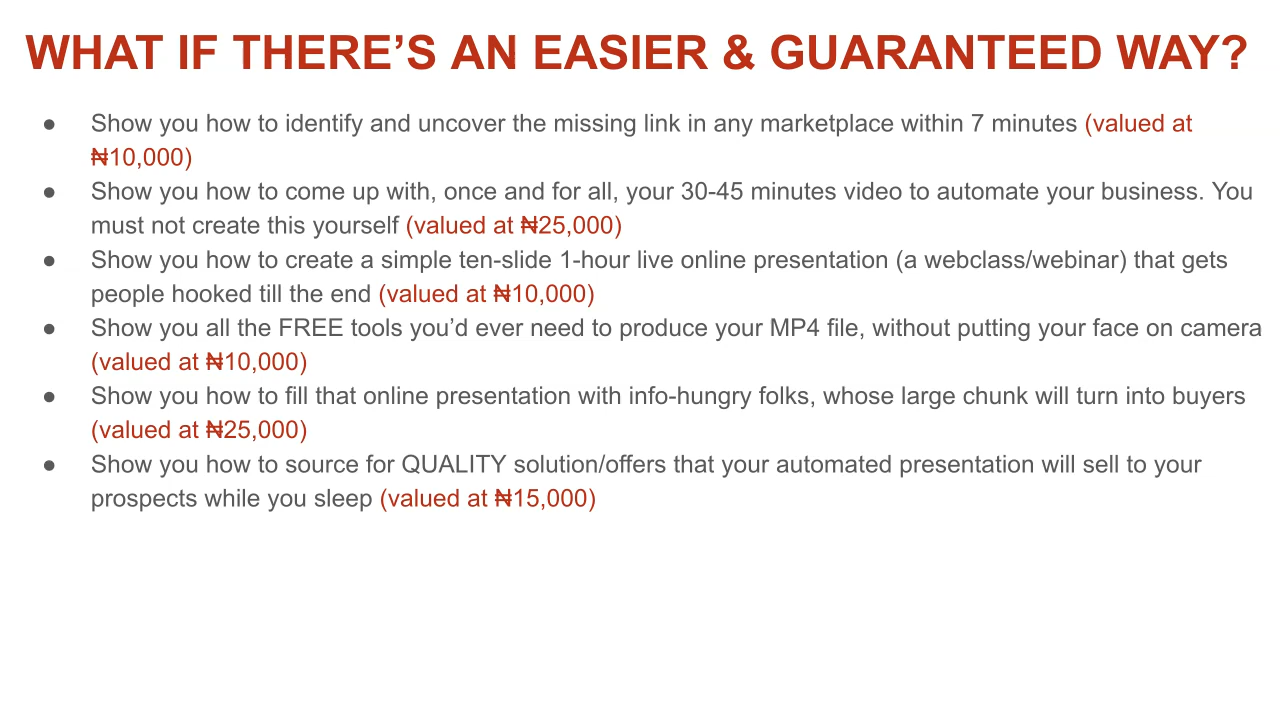 WHAT IF THERE’S AN EASIER & GUARANTEED WAY?
● Show you how to identify and uncover the missing link in any marketplace within 7 minutes (valued at
₦10,000)
● Show you how to come up with, once and for all, your 30-45 minutes video to automate your business. You
must not create this yourself (valued at ₦25,000)
● Show you how to create a simple ten-slide 1-hour live online presentation (a webclass/webinar) that gets
people hooked till the end (valued at ₦10,000)
● Show you all the FREE tools you’d ever need to produce your MP4 file, without putting your face on camera
(valued at ₦10,000)
● Show you how to fill that online presentation with info-hungry folks, whose large chunk will turn into buyers
(valued at ₦25,000)
● Show you how to source for QUALITY solution/offers that your automated presentation will sell to your
prospects while you sleep (valued at ₦15,000)